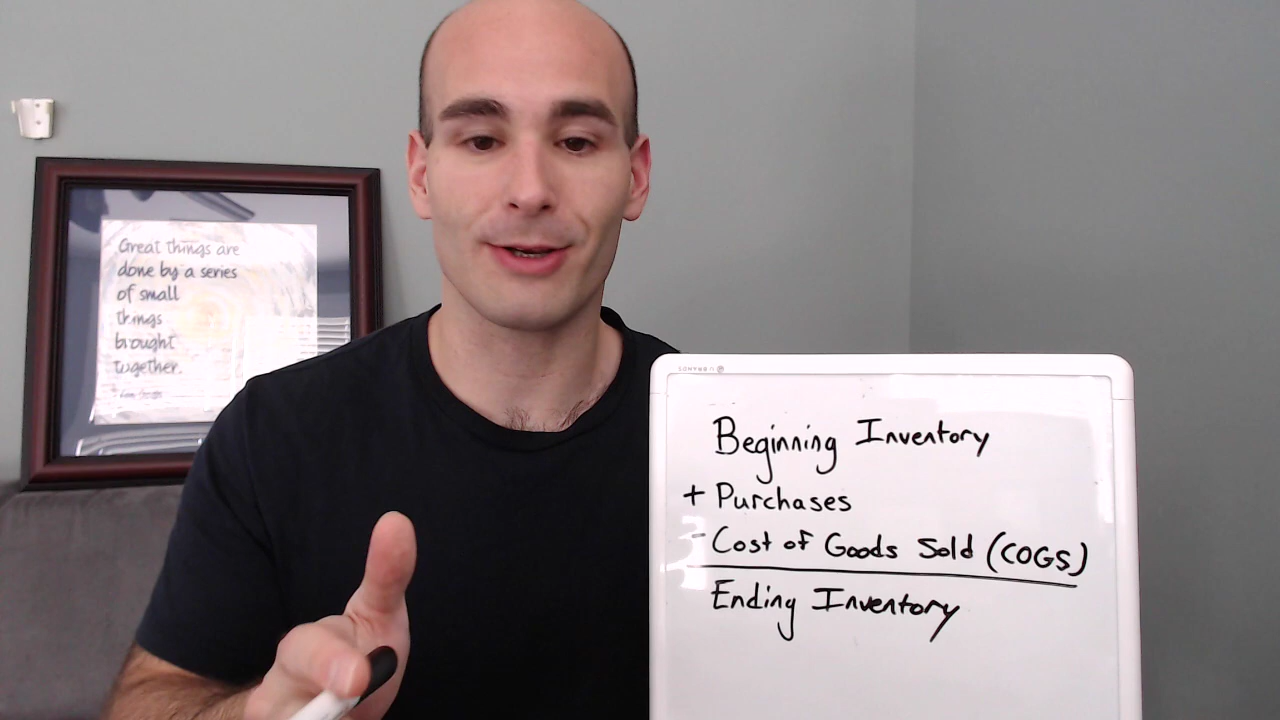 Great things are
done by a series
of small
things
brought
together.
Beginning Inventory
+ Purchases
- Cost of Goods Sold (COGS)
Ending Inventory